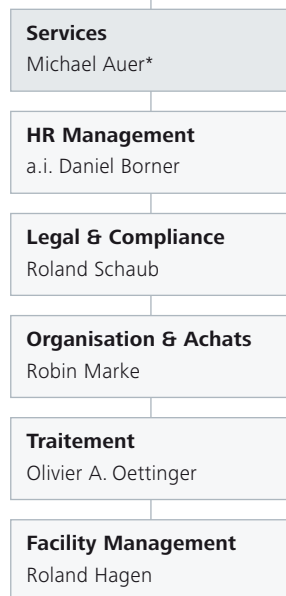 Services
Michael Auer*
HR Management
a.i. Daniel Borner
Legal & Compliance
Roland Schaub
Organisation & Achats
Robin Marke
Traitement
Olivier A. Oettinger
Facility Management
Roland Hagen